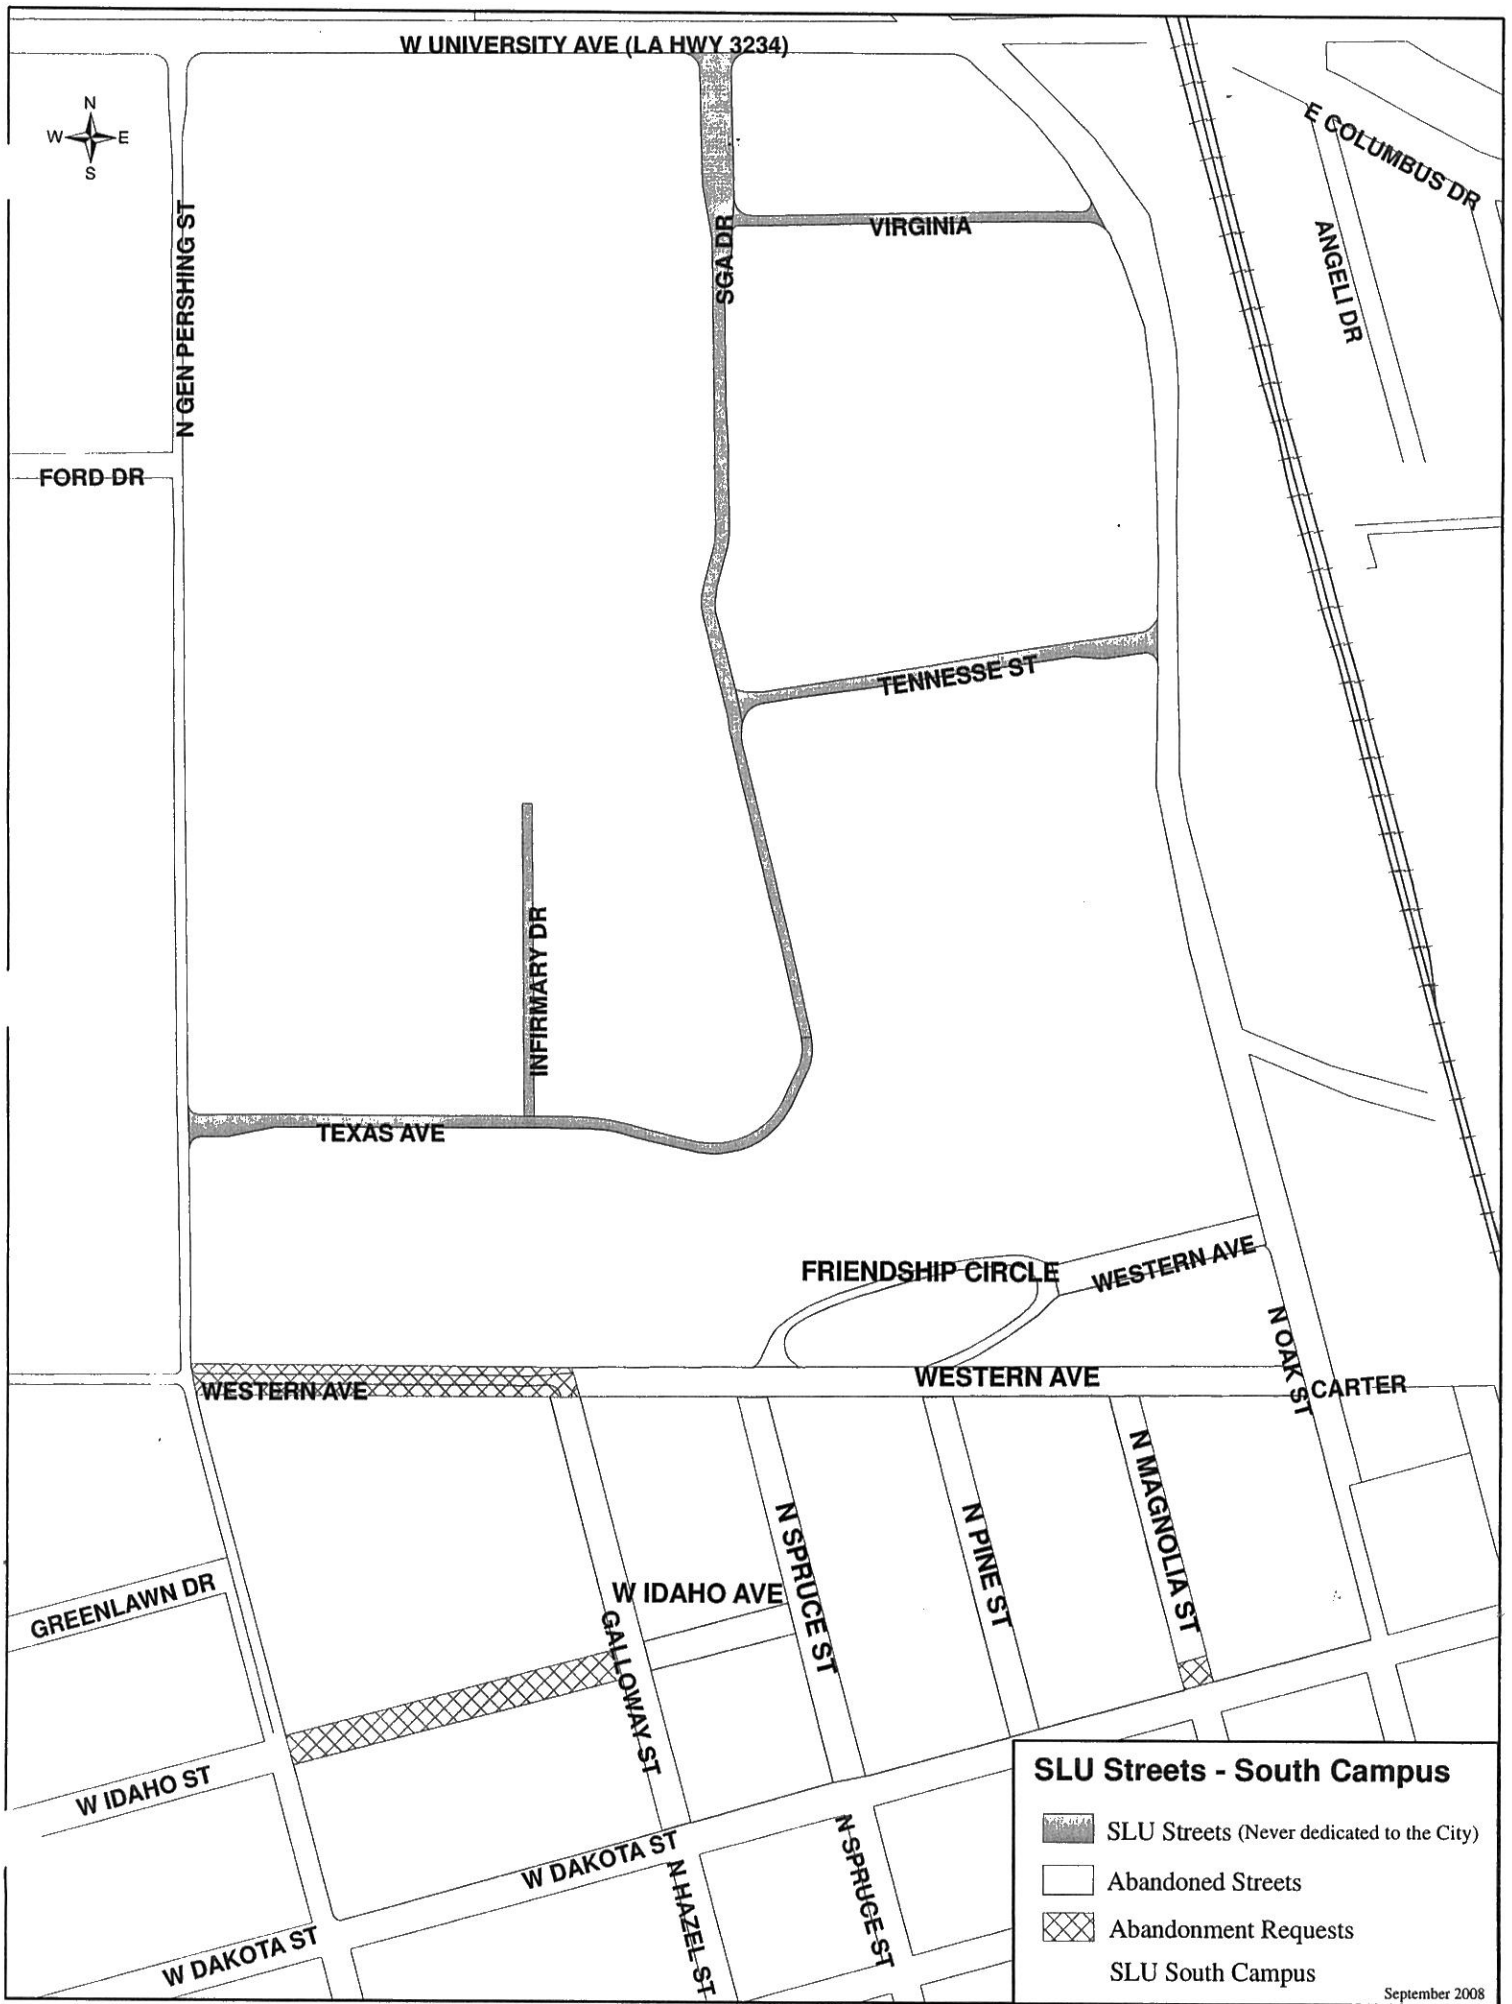 W UNIVERSITY AVE (LA HWY 3234)
N
W E
S
E COLUMBUS DR
N GEN PERSHING ST
SGA DR
VIRGINIA
ANGELI DR
FORD DR
TENNESSE ST
INFIRMARY DR
TEXAS AVE
FRIENDSHIP CIRCLE
WESTERN AVE
N OAK ST
WESTERN AVE
WESTERN AVE
CARTER
N MAGNOLIA ST
N SPRUCE ST
N PINE ST
W IDAHO AVE
GREENLAWN DR
GALLOWAY ST
W IDAHO ST
W DAKOTA ST
N HAZEL ST
N SPRUCE ST
W DAKOTA ST
SLU Streets - South Campus
SLU Streets (Never dedicated to the City)
Abandoned Streets
Abandonment Requests
SLU South Campus
September 2008